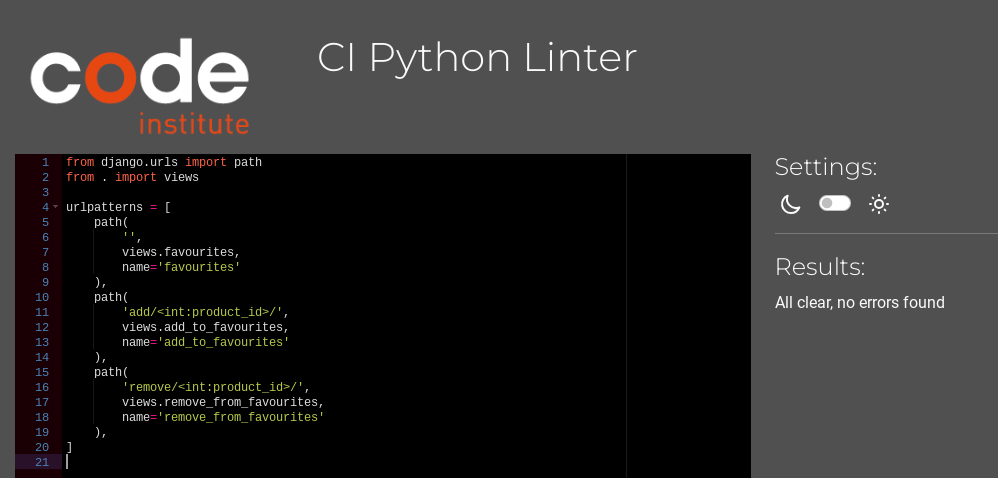 code
institute
CI Python Linter
1 from django.urls import path
2 from . import views
3
4 urlpatterns = [
5     path(
6         '',
7         views.favourites,
8         name='favourites'
9     ),
10     path(
11         'add/<int:product_id>/',
12         views.add_to_favourites,
13         name='add_to_favourites'
14     ),
15     path(
16         'remove/<int:product_id>/',
17         views.remove_from_favourites,
18         name='remove_from_favourites'
19     ),
20 ]
21
Settings:
Results:
All clear, no errors found